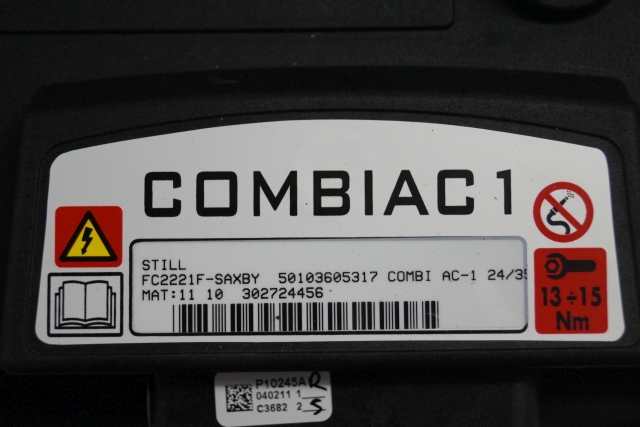 COMBIAC1
STILL
FC2221F-SAXBY 50103605317 COMBI AC-1 24/35
MAT:11 10 302724456
13÷15
Nm
P10245A R
040211 1
C3682 2 5